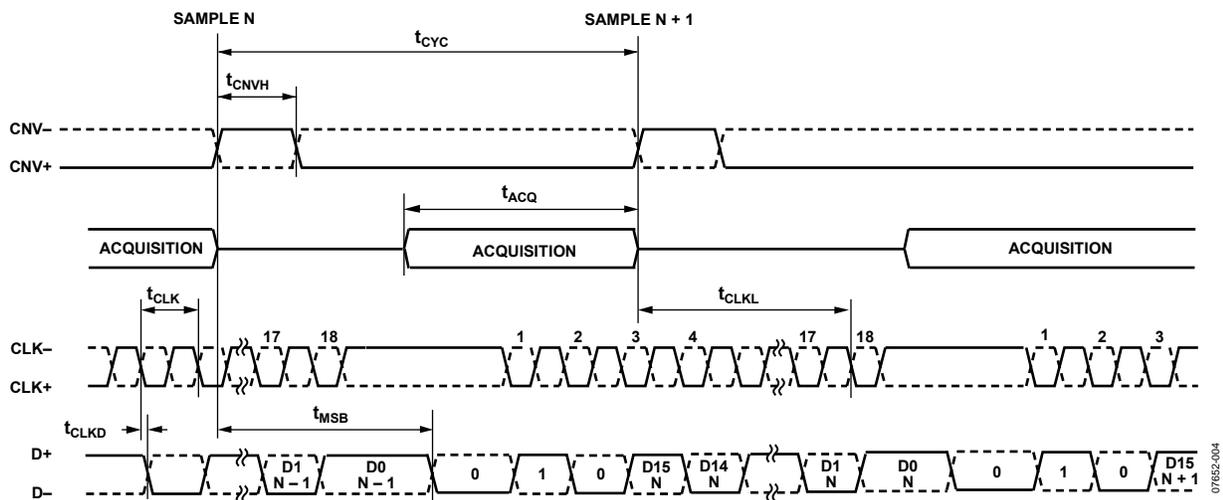 SAMPLE N SAMPLE N + 1
tCYC
tCNVH
CNV–
CNV+
tACQ
ACQUISITION ACQUISITION ACQUISITION
tCLK tCLKL
17 18 1 2 3 4 17 18 1 2 3
CLK–
CLK+
tCLKD tMSB
D+
D1 D0 0 1 0 D15 D14 D1 D0 0 1 0 D15
N – 1 N – 1 N N N N N + 1
D–
07652-004